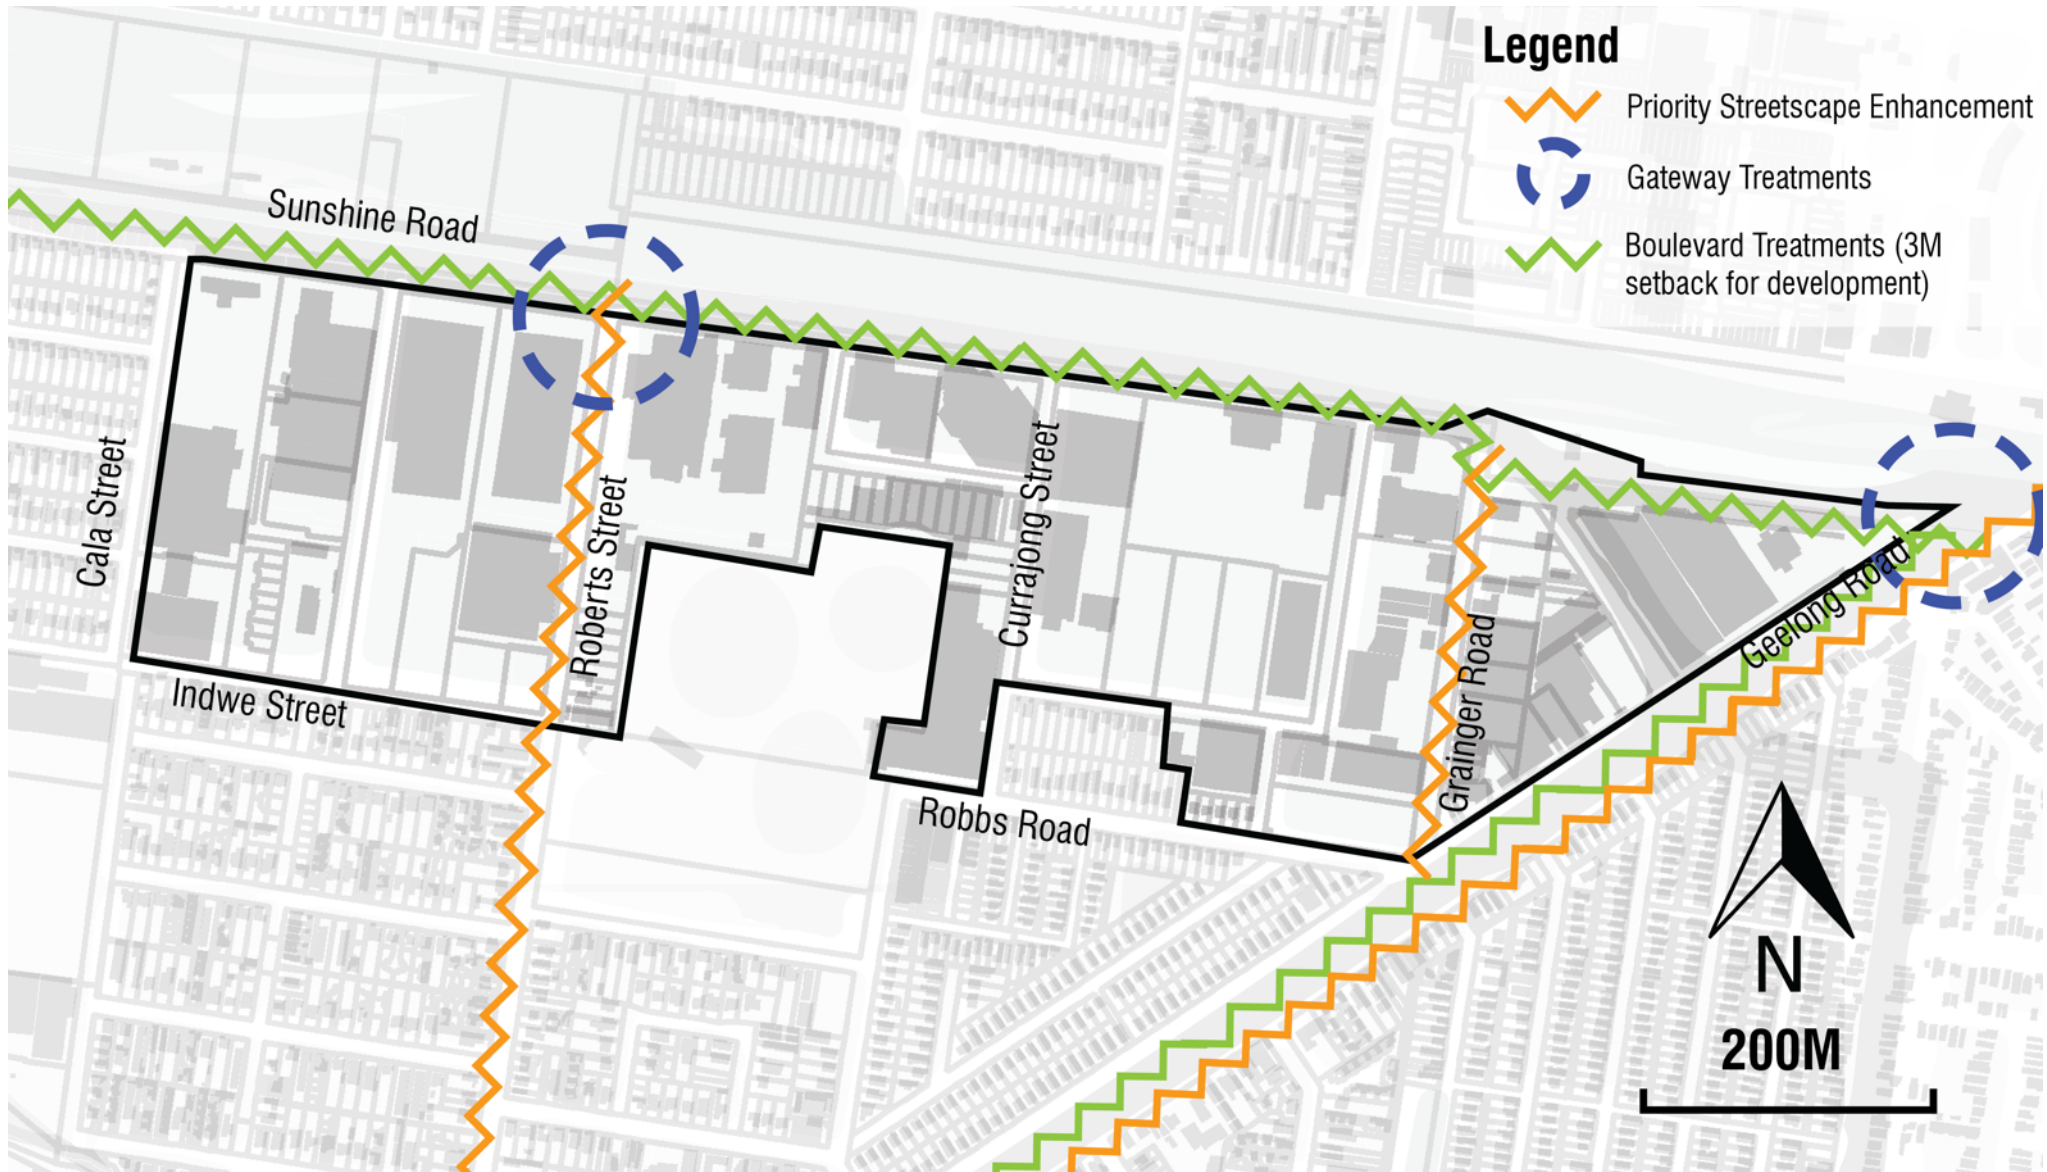 Legend
Priority Streetscape Enhancement
Gateway Treatments
Boulevard Treatments (3M
setback for development)
Sunshine Road
Cala Street
Roberts Street
Currajong Street
Grainger Road
Geelong Road
Indwe Street
Robbs Road
N
200M